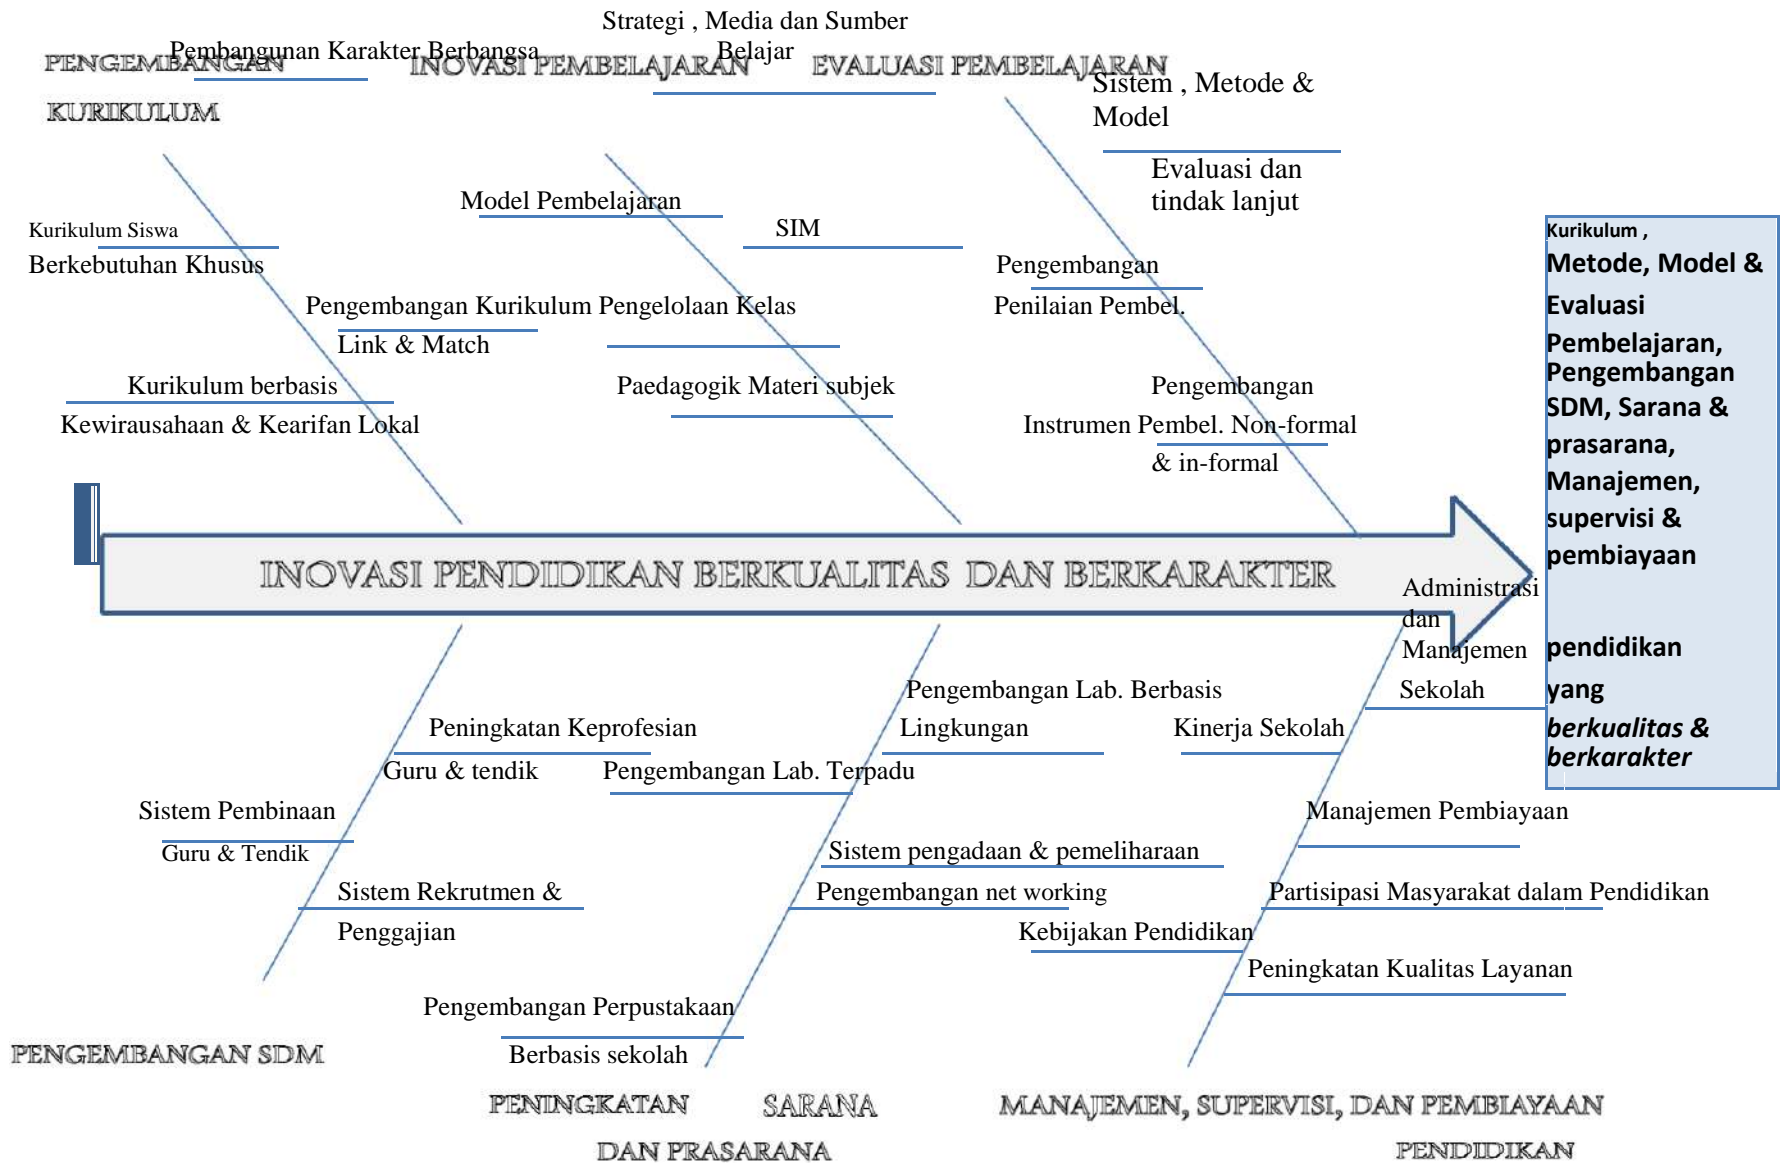 Strategi , Media dan Sumber
Belajar
Pembangunan Karakter Berbangsa
PENGEMBANGAN
KURIKULUM
INOVASI PEMBELAJARAN
EVALUASI PEMBELAJARAN
Sistem , Metode &
Model
Evaluasi dan
tindak lanjut
Model Pembelajaran
SIM
Kurikulum Siswa
Berkebutuhan Khusus
Pengembangan
Penilaian Pembel.
Pengembangan Kurikulum
Link & Match
Pengelolaan Kelas
Kurikulum berbasis
Kewirausahaan & Kearifan Lokal
Paedagogik Materi subjek
Pengembangan
Instrumen Pembel. Non-formal
& in-formal
Kurikulum ,
Metode, Model &
Evaluasi
Pembelajaran,
Pengembangan
SDM, Sarana &
prasarana,
Manajemen,
supervisi &
pembiayaan
pendidikan
yang
berkualitas &
berkarakter
INOVASI PENDIDIKAN BERKUALITAS DAN BERKARAKTER
Administrasi
dan
Manajemen
Sekolah
Pengembangan Lab. Berbasis
Lingkungan
Kinerja Sekolah
Peningkatan Keprofesian
Guru & tendik
Pengembangan Lab. Terpadu
Sistem Pembinaan
Guru & Tendik
Manajemen Pembiayaan
Sistem pengadaan & pemeliharaan
Sistem Rekrutmen &
Penggajian
Pengembangan net working
Partisipasi Masyarakat dalam Pendidikan
Kebijakan Pendidikan
Peningkatan Kualitas Layanan
Pengembangan Perpustakaan
Berbasis sekolah
PENGEMBANGAN SDM
PENINGKATAN SARANA
DAN PRASARANA
MANAJEMEN, SUPERVISI, DAN PEMBIAYAAN
PENDIDIKAN